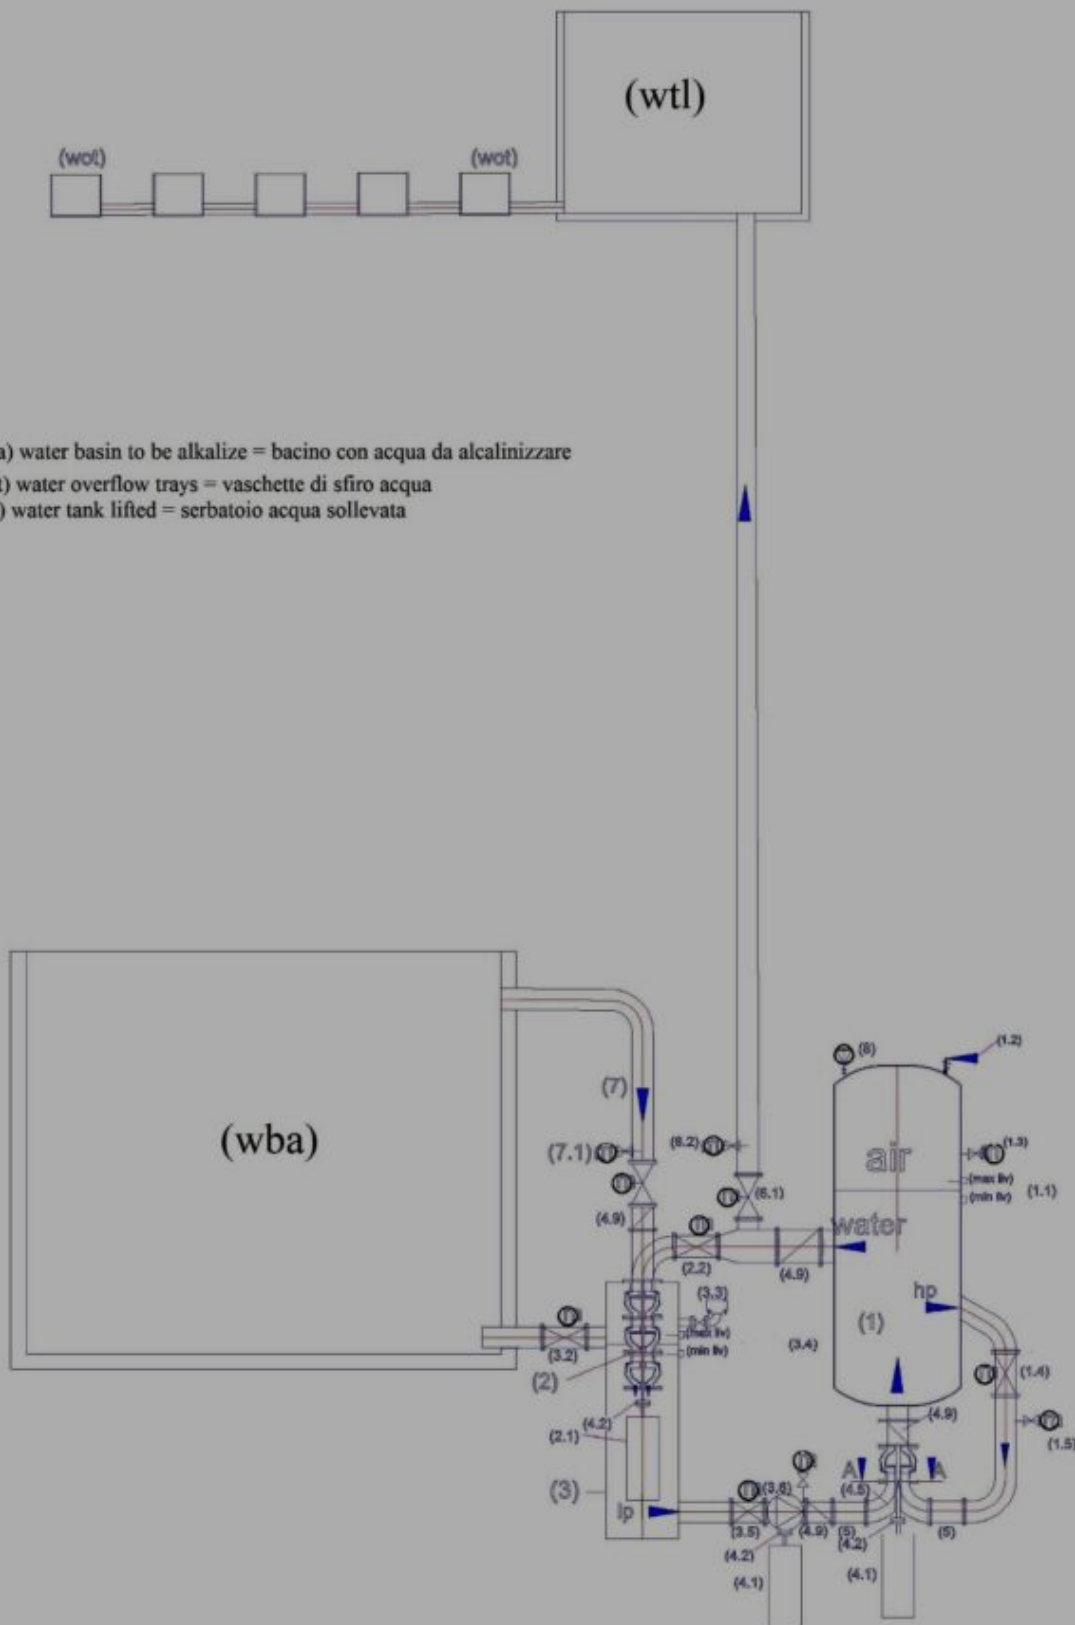 (wtl)
(wot)
(wot)
a) water basin to be alkalize = bacino con acqua da alcalinizzare
t) water overflow trays = vaschette di sfiro acqua
) water tank lifted = serbatoio acqua sollevata
(8)
(1.2)
(7)
(7.1)
(8.2)
air
(1.3)
(wba)
(max liv)
(min liv)
(1.1)
(6.1)
(4.9)
water
(2.2)
(4.9)
hp
(3.3)
(max liv)
(1)
(3.2)
(min liv)
(3.4)
(2)
(1.4)
(4.2)
(4.9)
(2.1)
(1.5)
A
A
(3)
(3.6)
(4.5)
lp
(3.5)
(4.9)
(5)
(4.2)
(5)
(4.2)
(4.1)
(4.1)